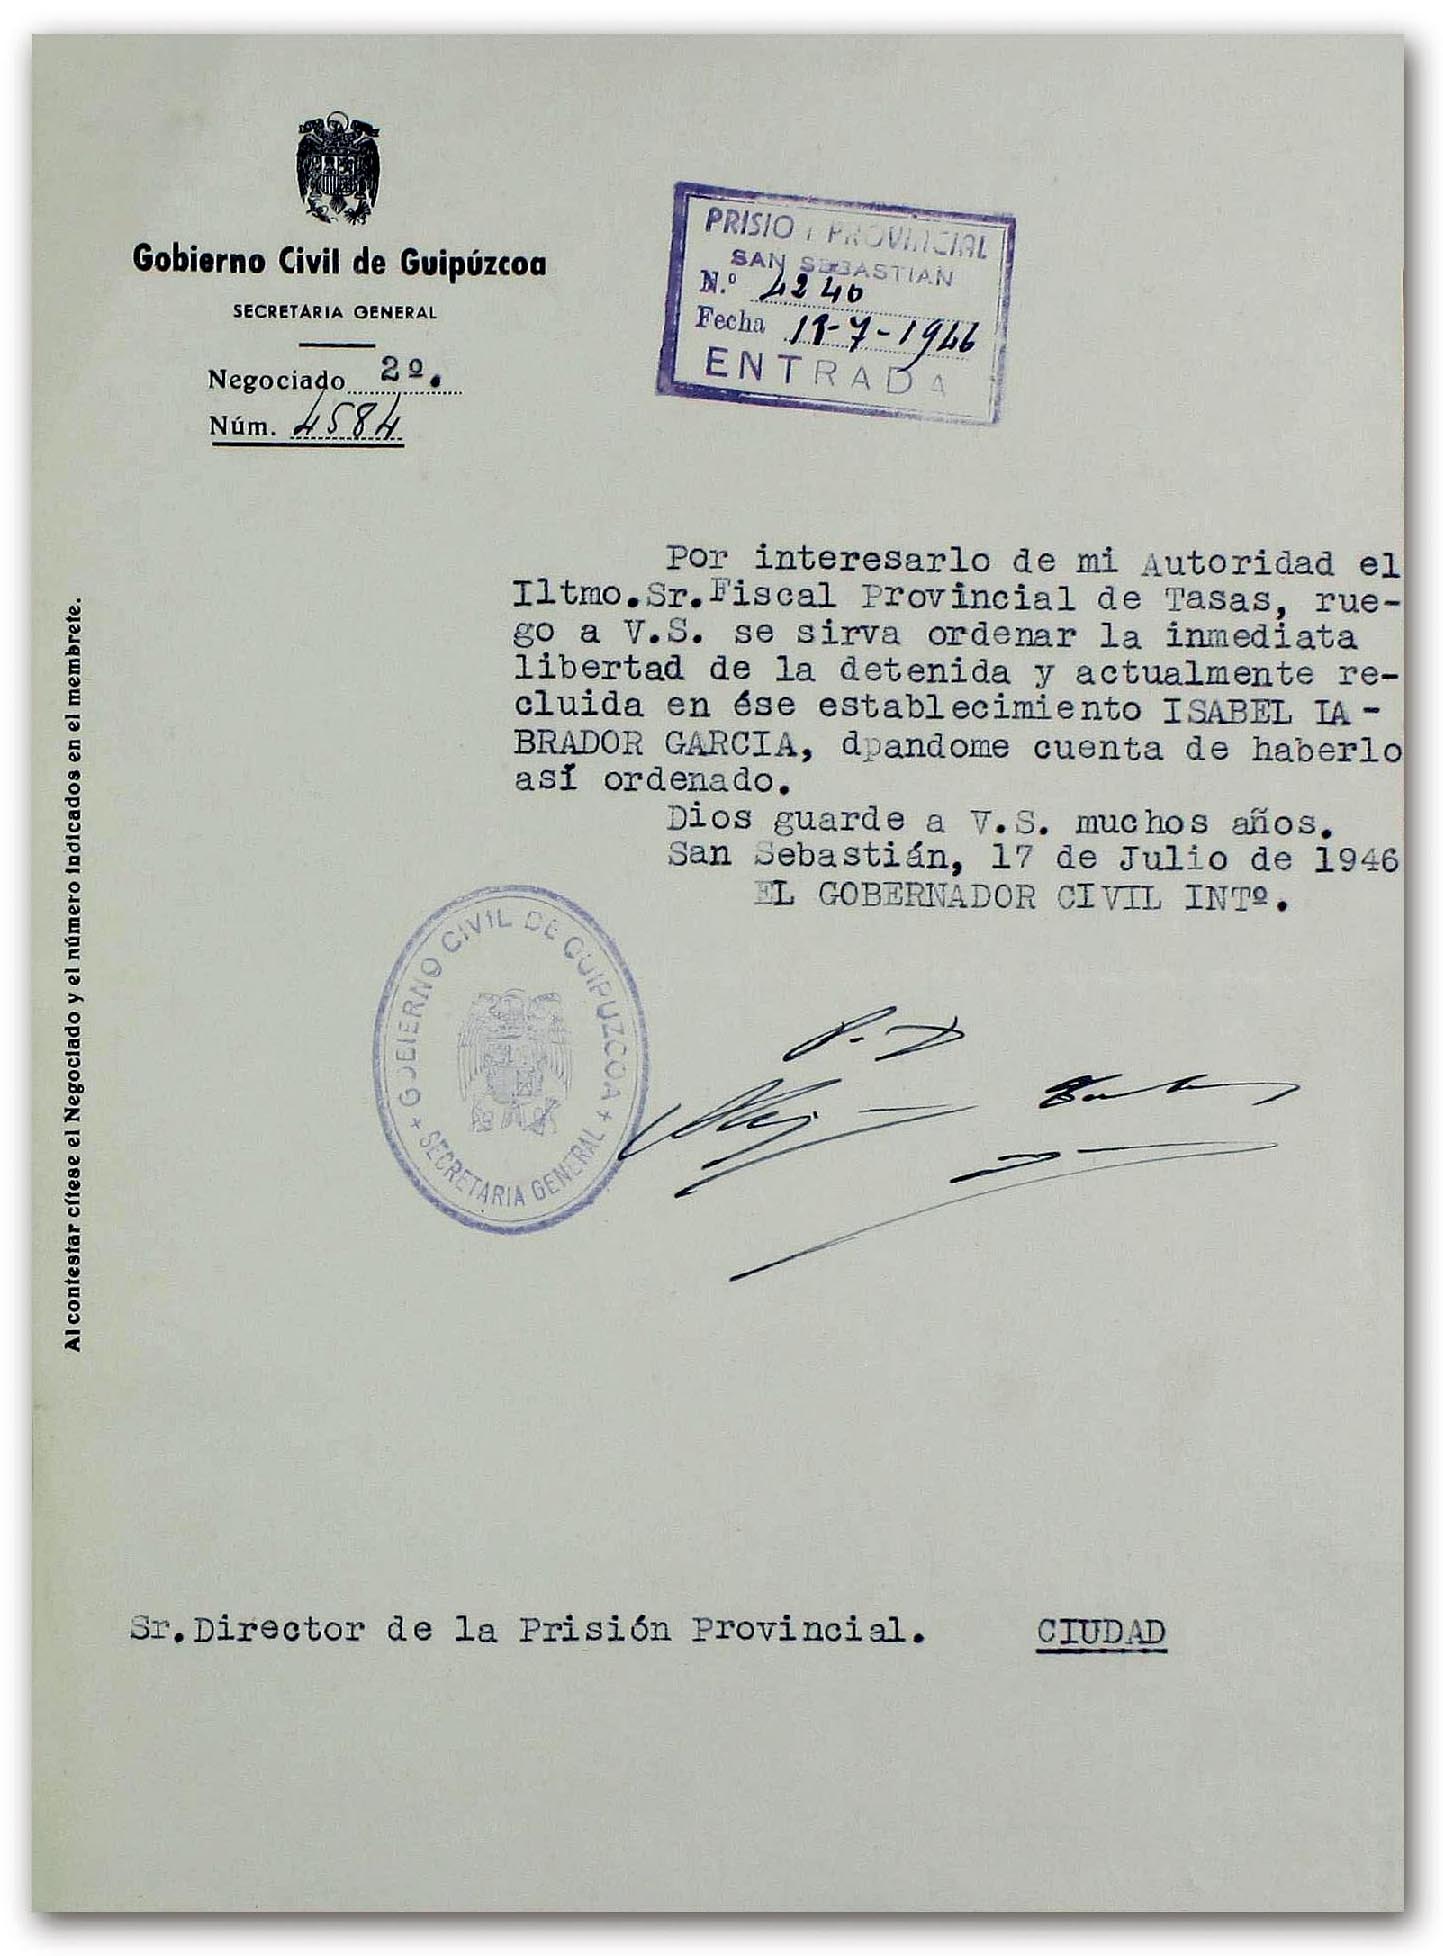 Gobierno Civil de Guipúzcoa
SECRETARIA GENERAL
Negociado 2º.
Núm. 4584
PRISION PROVINCIAL
SAN SEBASTIAN
N.º 4240
Fecha 19-7-1946
ENTRADA
Al contestar cítese el Negociado y el número indicados en el membrete.
Por interesarlo de mi Autoridad el
Iltmo.Sr.Fiscal Provincial de Tasas, rue-
go a V.S. se sirva ordenar la inmediata
libertad de la detenida y actualmente re-
cluida en ése establecimiento ISABEL LA-
BRADOR GARCIA, dpandome cuenta de haberlo
así ordenado.
Dios guarde a V.S. muchos años.
San Sebastián, 17 de Julio de 1946
EL GOBERNADOR CIVIL INTº.
GOBIERNO CIVIL DE GUIPUZCOA
SECRETARIA GENERAL
P. D
Sr.Director de la Prisión Provincial. CIUDAD